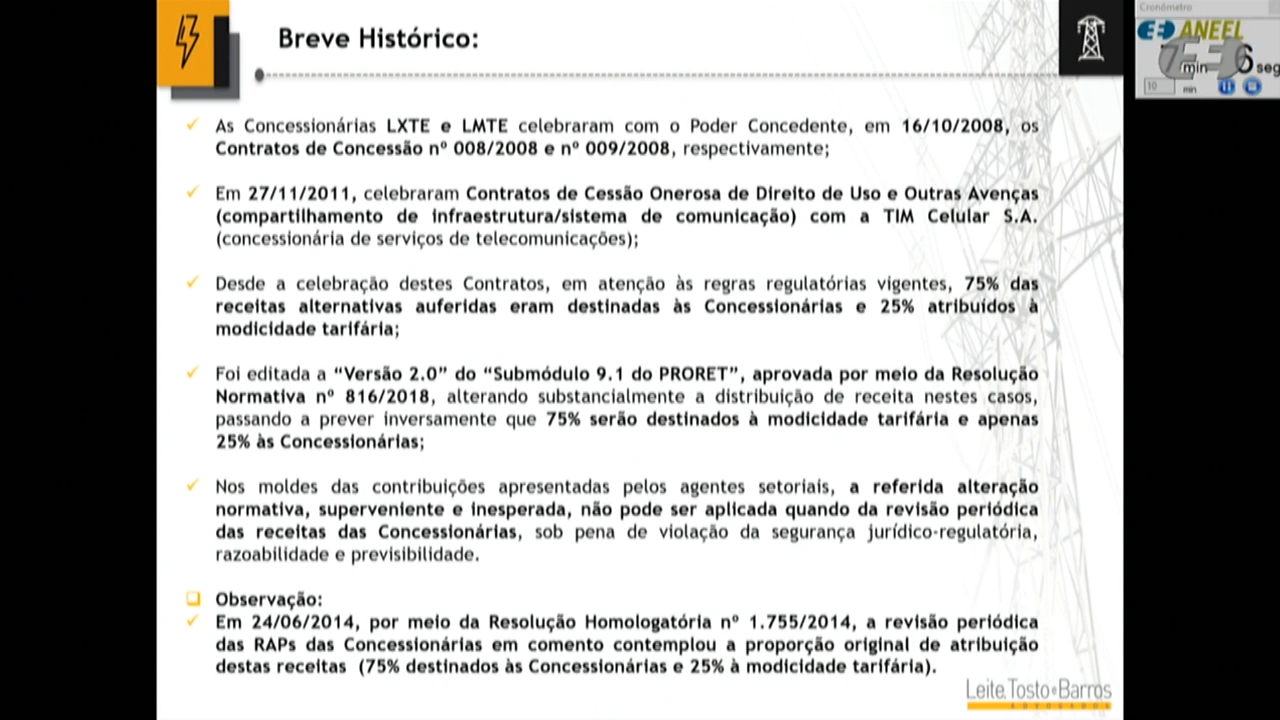 Breve Histórico:
Cronômetro
ANEEL
min
seg
10
min
As Concessionárias LXTE e LMTE celebraram com o Poder Concedente, em 16/10/2008, os
Contratos de Concessão nº 008/2008 e nº 009/2008, respectivamente;
Em 27/11/2011, celebraram Contratos de Cessão Onerosa de Direito de Uso e Outras Avenças
(compartilhamento de infraestrutura/sistema de comunicação) com a TIM Celular S.A.
(concessionária de serviços de telecomunicações);
Desde a celebração destes Contratos, em atenção às regras regulatórias vigentes, 75% das
receitas alternativas auferidas eram destinadas às Concessionárias e 25% atribuídos à
modicidade tarifária;
Foi editada a “Versão 2.0” do “Submódulo 9.1 do PRORET”, aprovada por meio da Resolução
Normativa nº 816/2018, alterando substancialmente a distribuição de receita nestes casos,
passando a prever inversamente que 75% serão destinados à modicidade tarifária e apenas
25% às Concessionárias;
Nos moldes das contribuições apresentadas pelos agentes setoriais, a referida alteração
normativa, superveniente e inesperada, não pode ser aplicada quando da revisão periódica
das receitas das Concessionárias, sob pena de violação da segurança jurídico-regulatória,
razoabilidade e previsibilidade.
Observação:
Em 24/06/2014, por meio da Resolução Homologatória nº 1.755/2014, a revisão periódica
das RAPs das Concessionárias em comento contemplou a proporção original de atribuição
destas receitas (75% destinados às Concessionárias e 25% à modicidade tarifária).
Leite, Tosto e Barros
ADVOGADOS